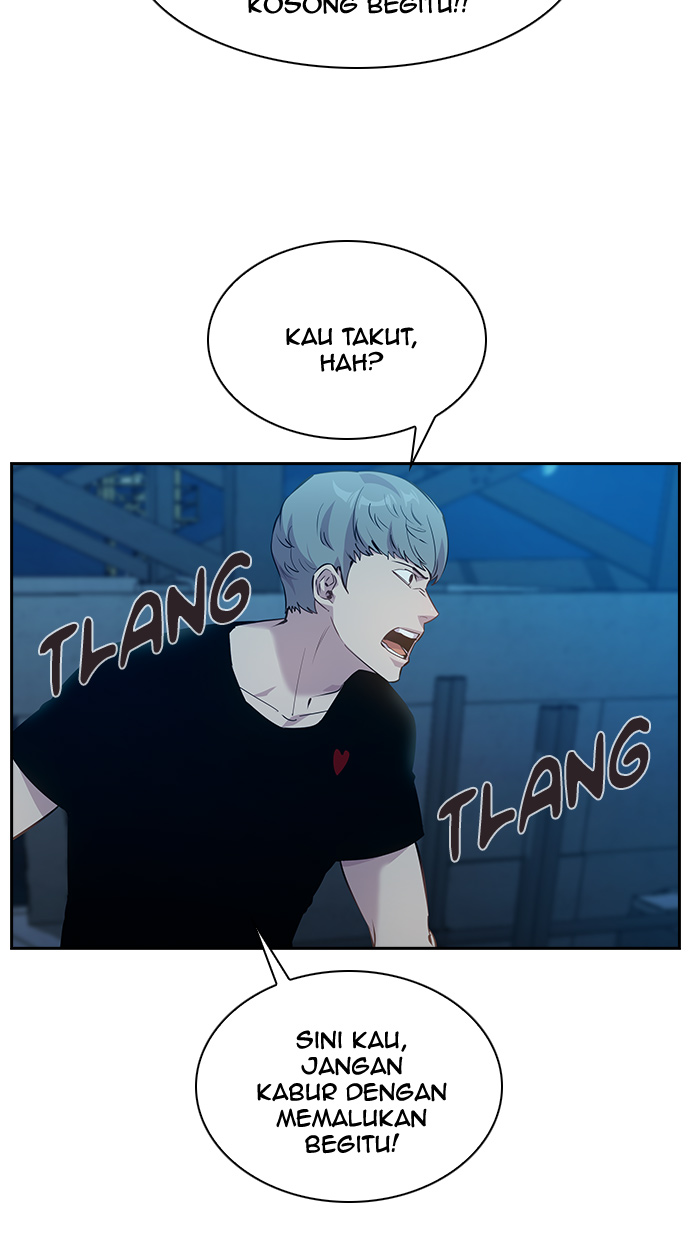 KOSONG BEGITU!!
KAU TAKUT,
HAH?
TLANG
TLANG
SINI KAU,
JANGAN
KABUR DENGAN
MEMALUKAN
BEGITU!